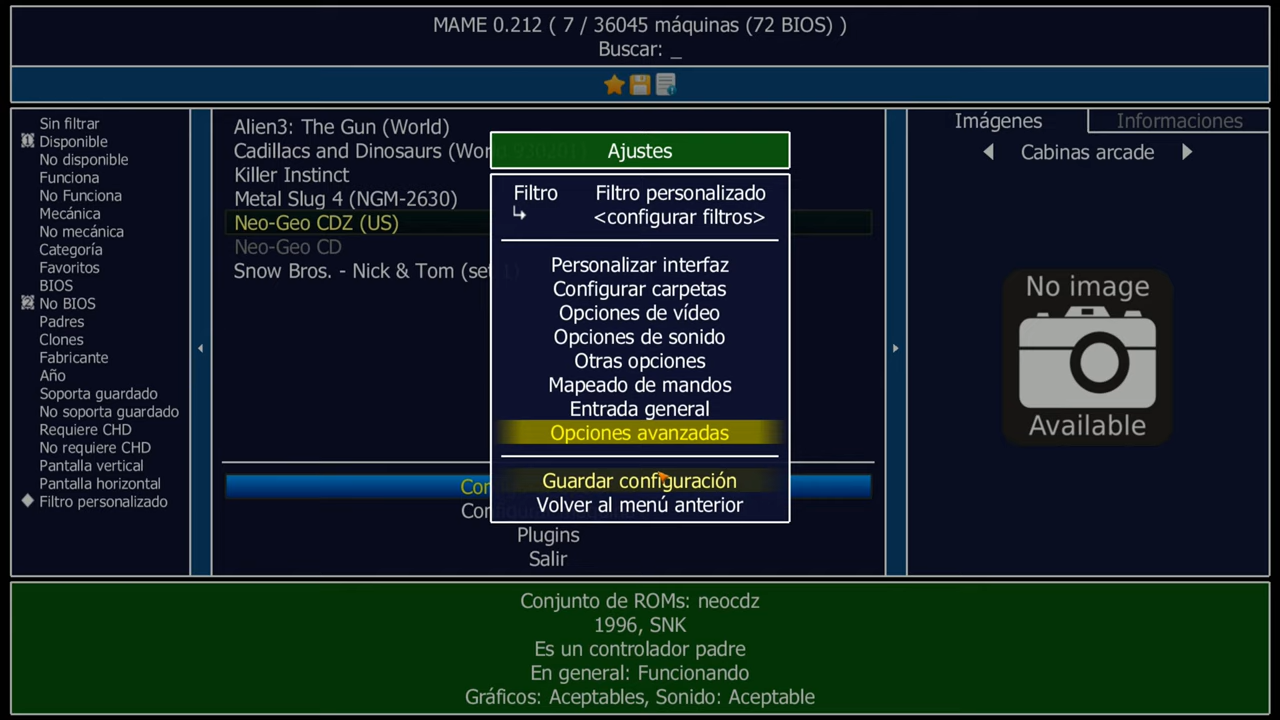 MAME 0.212 ( 7 / 36045 máquinas (72 BIOS) )
Buscar: _
Sin filtrar
Disponible
No disponible
Funciona
No Funciona
Mecánica
No mecánica
Categoría
Favoritos
BIOS
No BIOS
Padres
Clones
Fabricante
Año
Soporta guardado
No soporta guardado
Requiere CHD
No requiere CHD
Pantalla vertical
Pantalla horizontal
Filtro personalizado
Alien3: The Gun (World)
Cadillacs and Dinosaurs (World 930201)
Killer Instinct
Metal Slug 4 (NGM-2630)
Neo-Geo CDZ (US)
Neo-Geo CD
Snow Bros. - Nick & Tom (set 1)
Plugins
Salir
Ajustes
Filtro Filtro personalizado
<configurar filtros>
Personalizar interfaz
Configurar carpetas
Opciones de vídeo
Opciones de sonido
Otras opciones
Mapeado de mandos
Entrada general
Opciones avanzadas
Guardar configuración
Volver al menú anterior
Imágenes Informaciones
Cabinas arcade
No image
Available
Conjunto de ROMs: neocdz
1996, SNK
Es un controlador padre
En general: Funcionando
Gráficos: Aceptables, Sonido: Aceptable